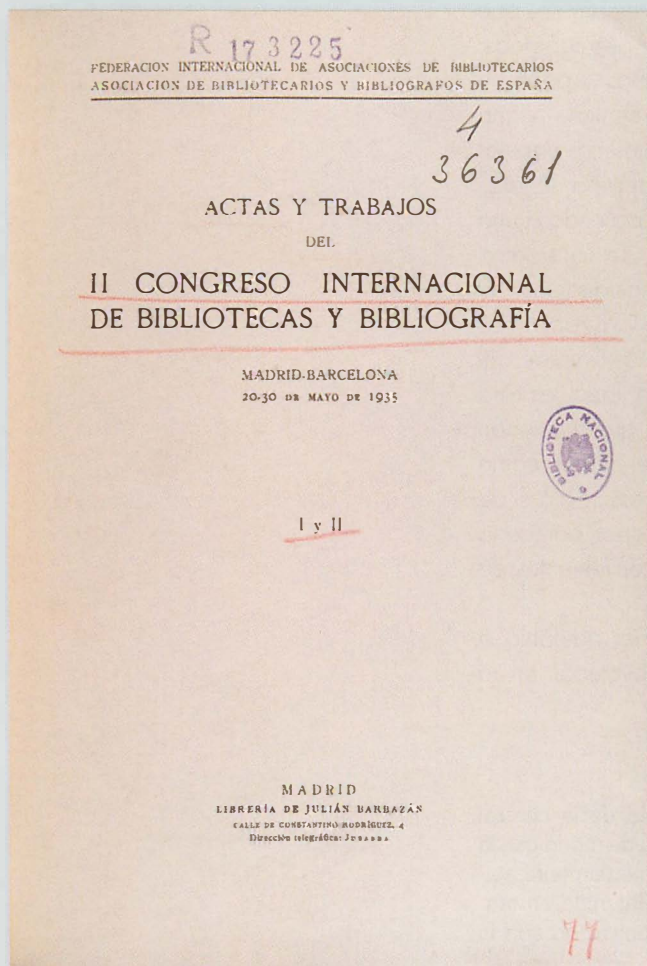 R 173225
FEDERACION INTERNACIONAL DE ASOCIACIONES DE BIBLIOTECARIOS
ASOCIACION DE BIBLIOTECARIOS Y BIBLIOGRAFOS DE ESPAÑA
4
36361
ACTAS Y TRABAJOS
DEL
II CONGRESO INTERNACIONAL
DE BIBLIOTECAS Y BIBLIOGRAFÍA
MADRID-BARCELONA
20-30 DE MAYO DE 1935
BIBLIOTECA NACIONAL
I y II
MADRID
LIBRERÍA DE JULIÁN BARBAZÁN
CALLE DE CONSTANTINO RODRÍGUEZ, 4
Dirección telegráfica: JUBARBA
77